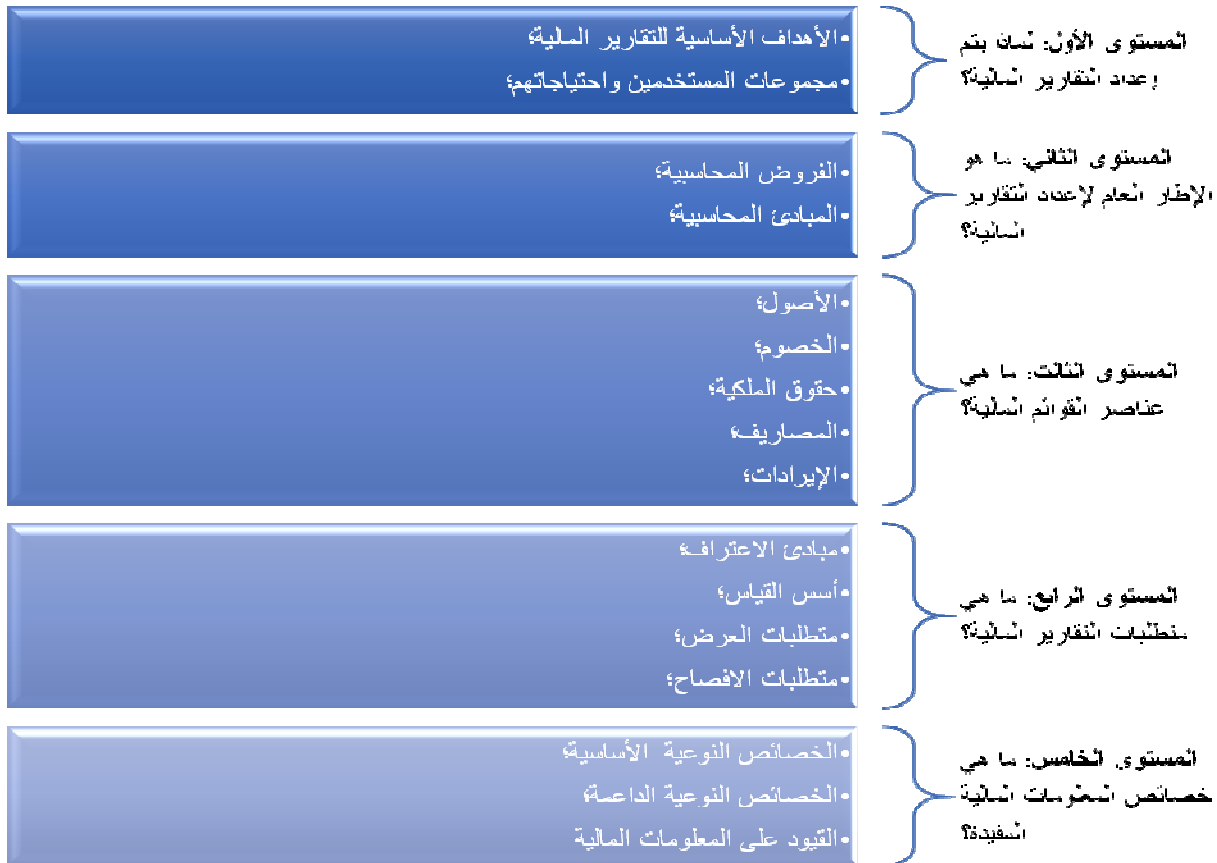 المستوى الأول: لماذا يتم
إعداد التقارير المالية؟
•الأهداف الأساسية للتقارير المالية؛
•مجموعات المستخدمين واحتياجاتهم؛
المستوى الثاني: ما هو
الإطار العام لإعداد التقارير
المالية؟
•الفروض المحاسبية؛
•المبادئ المحاسبية؛
المستوى الثالث: ما هي
عناصر القوائم المالية؟
•الأصول؛
•الخصوم؛
•حقوق الملكية؛
•المصاريف؛
•الإيرادات؛
المستوى الرابع: ما هي
متطلبات التقارير المالية؟
•مبادئ الاعتراف؛
•أسس القياس؛
•متطلبات العرض؛
•متطلبات الافصاح؛
المستوى الخامس: ما هي
خصائص المعلومات المالية
المفيدة؟
•الخصائص النوعية الأساسية؛
•الخصائص النوعية الداعمة؛
•القيود على المعلومات المالية